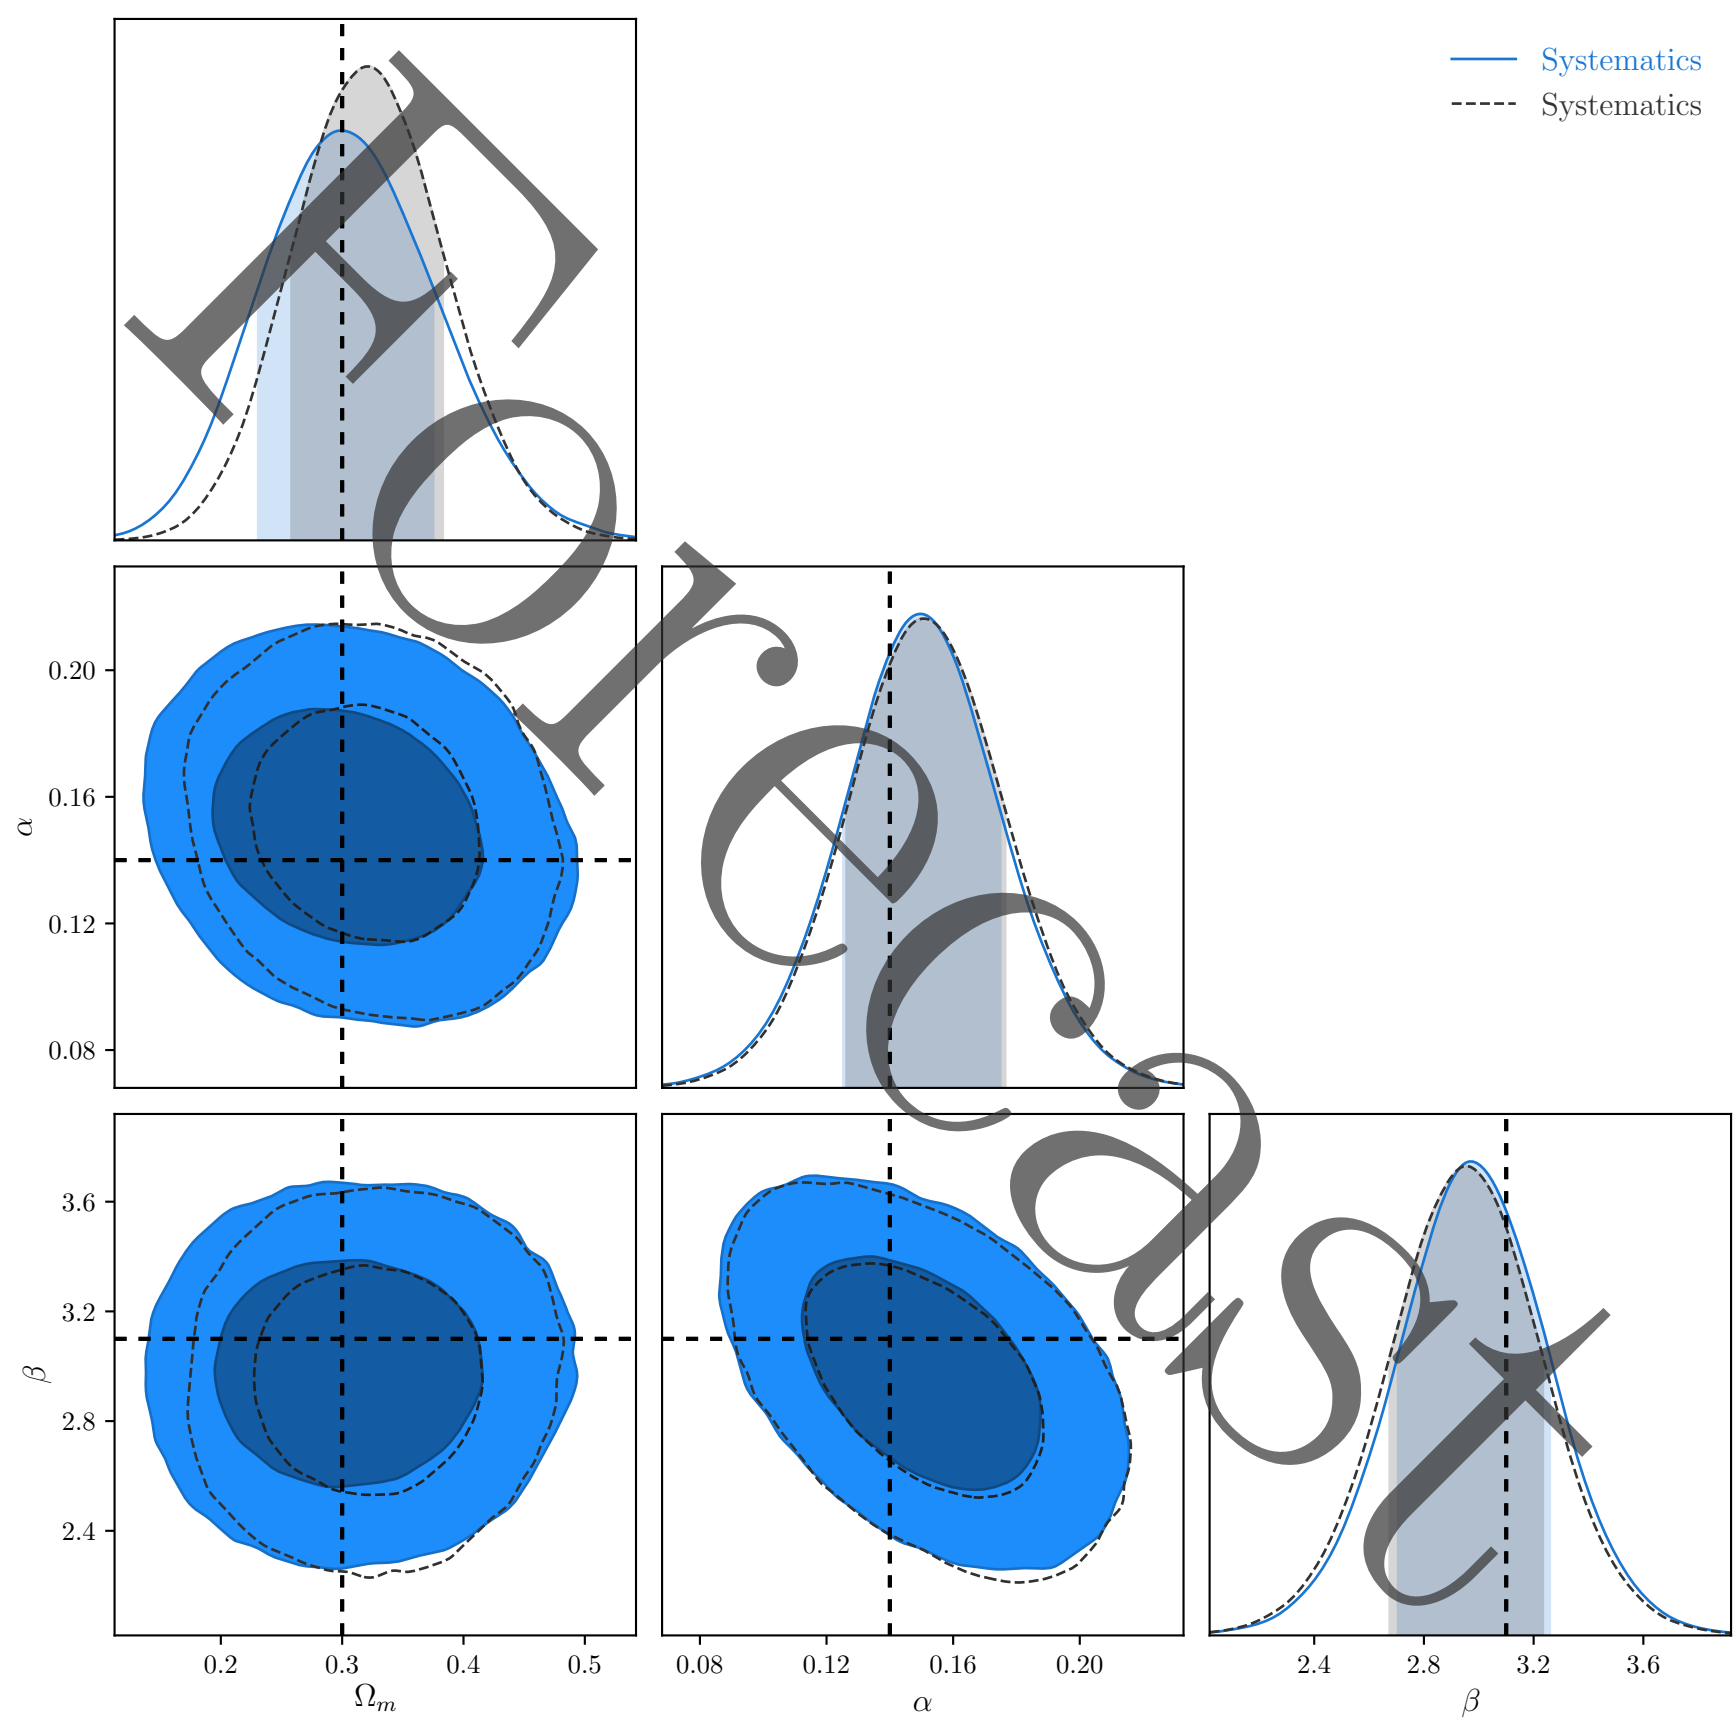 Systematics
Systematics
Forecast
0.20
0.16
0.12
0.08
α
3.6
3.2
2.8
2.4
β
0.2 0.3 0.4 0.5
Ωm
0.08 0.12 0.16 0.20
α
2.4 2.8 3.2 3.6
β